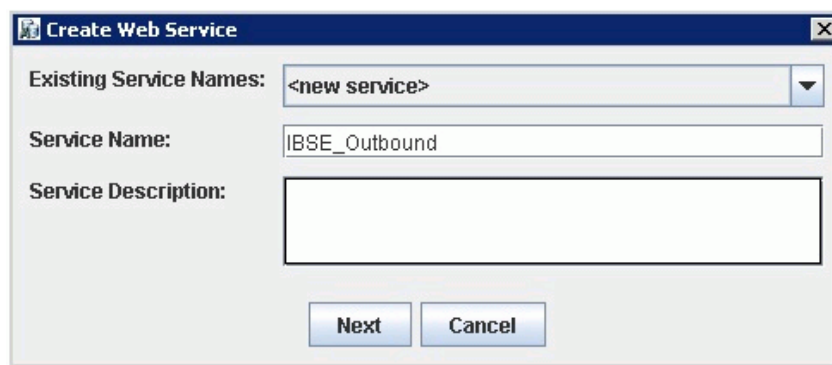 Create Web Service
Existing Service Names: <new service>
Service Name: IBSE_Outbound
Service Description:
Next Cancel